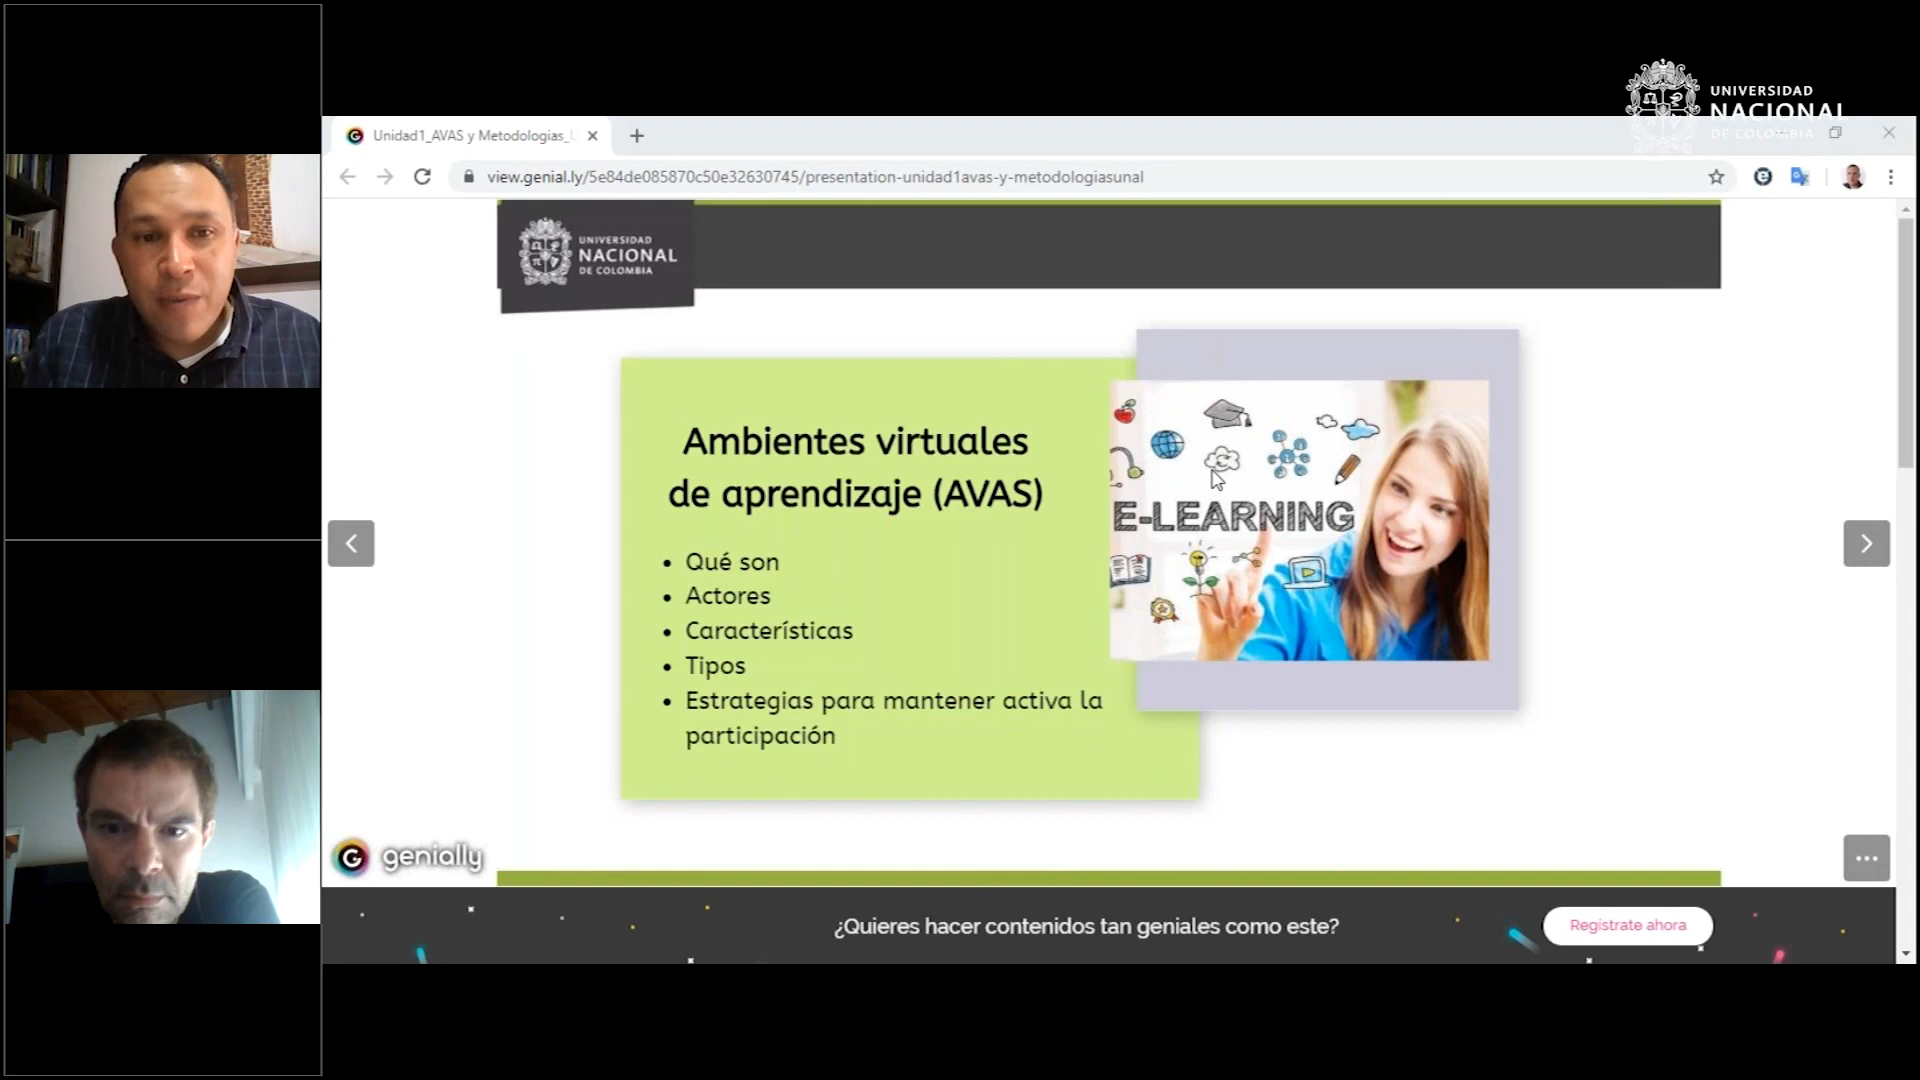 UNIVERSIDAD
NACIONAL
DE COLOMBIA
Unidad1_AVAS y Metodologias_
view.genial.ly/5e84de085870c50e32630745/presentation-unidad1avas-y-metodologiasunal
UNIVERSIDAD
NACIONAL
DE COLOMBIA
Ambientes virtuales
de aprendizaje (AVAS)
• Qué son
• Actores
• Características
• Tipos
• Estrategias para mantener activa la
participación
E-LEARNING
genially
¿Quieres hacer contenidos tan geniales como este?
Regístrate ahora